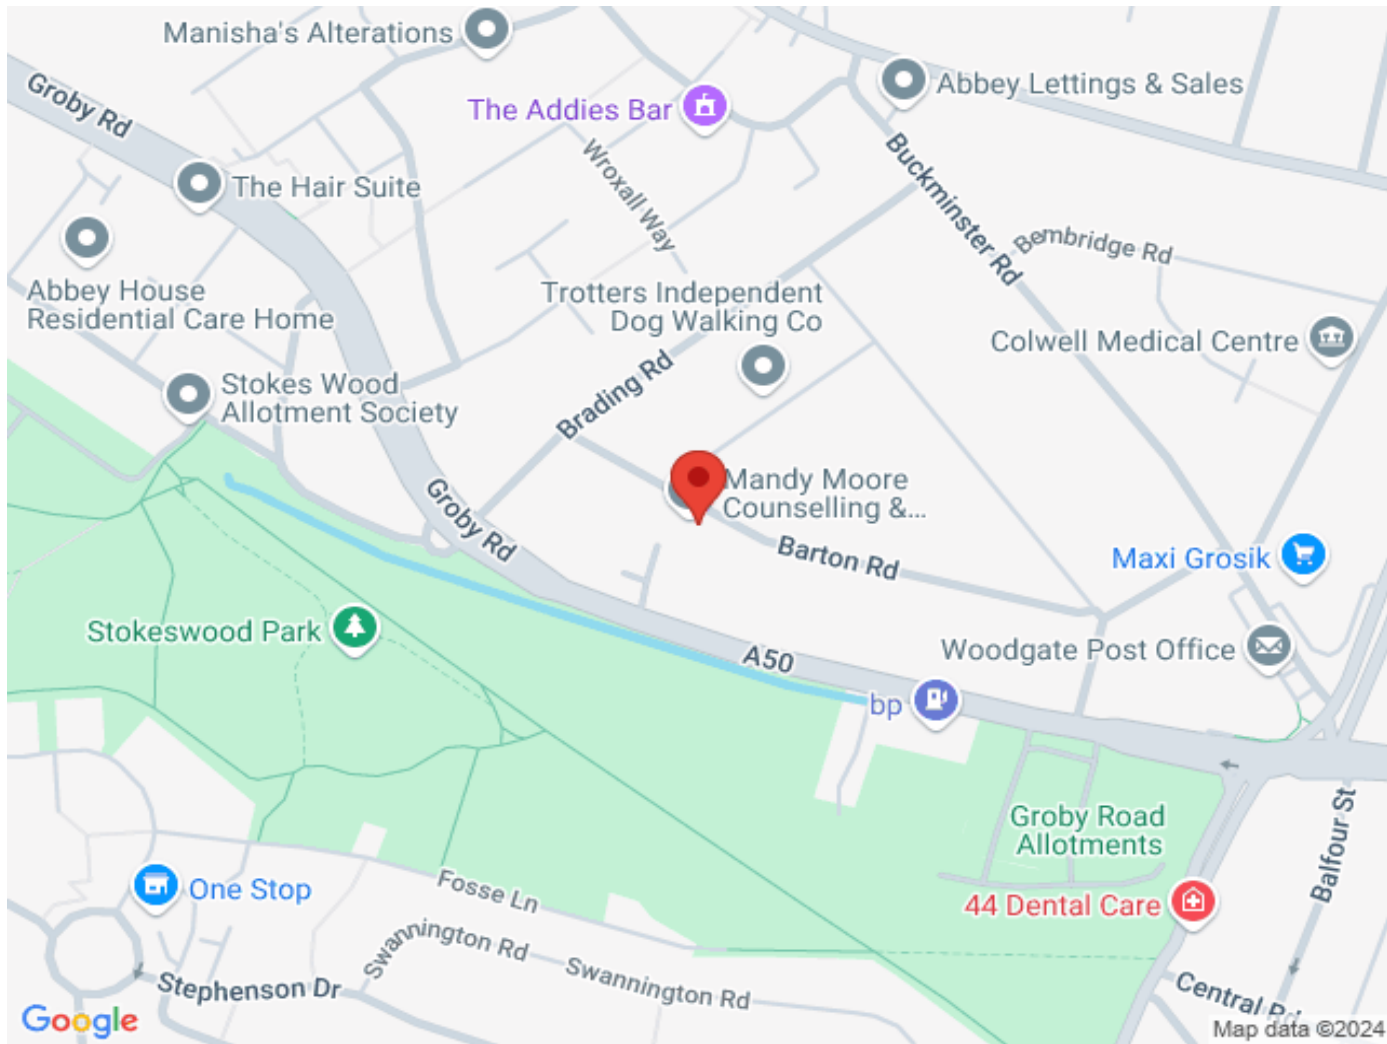 Manisha's Alterations
Groby Rd
The Addies Bar
Abbey Lettings & Sales
The Hair Suite
Wroxall Way
Buckminster Rd
Bembridge Rd
Abbey House
Residential Care Home
Trotters Independent
Dog Walking Co
Colwell Medical Centre
Stokes Wood
Allotment Society
Brading Rd
Groby Rd
Mandy Moore
Counselling &...
Barton Rd
Maxi Grosik
Stokeswood Park
A50
Woodgate Post Office
bp
Groby Road
Allotments
Balfour St
One Stop
Fosse Ln
44 Dental Care
Swannington Rd
Swannington Rd
Stephenson Dr
Central Rd
Google
Map data ©2024